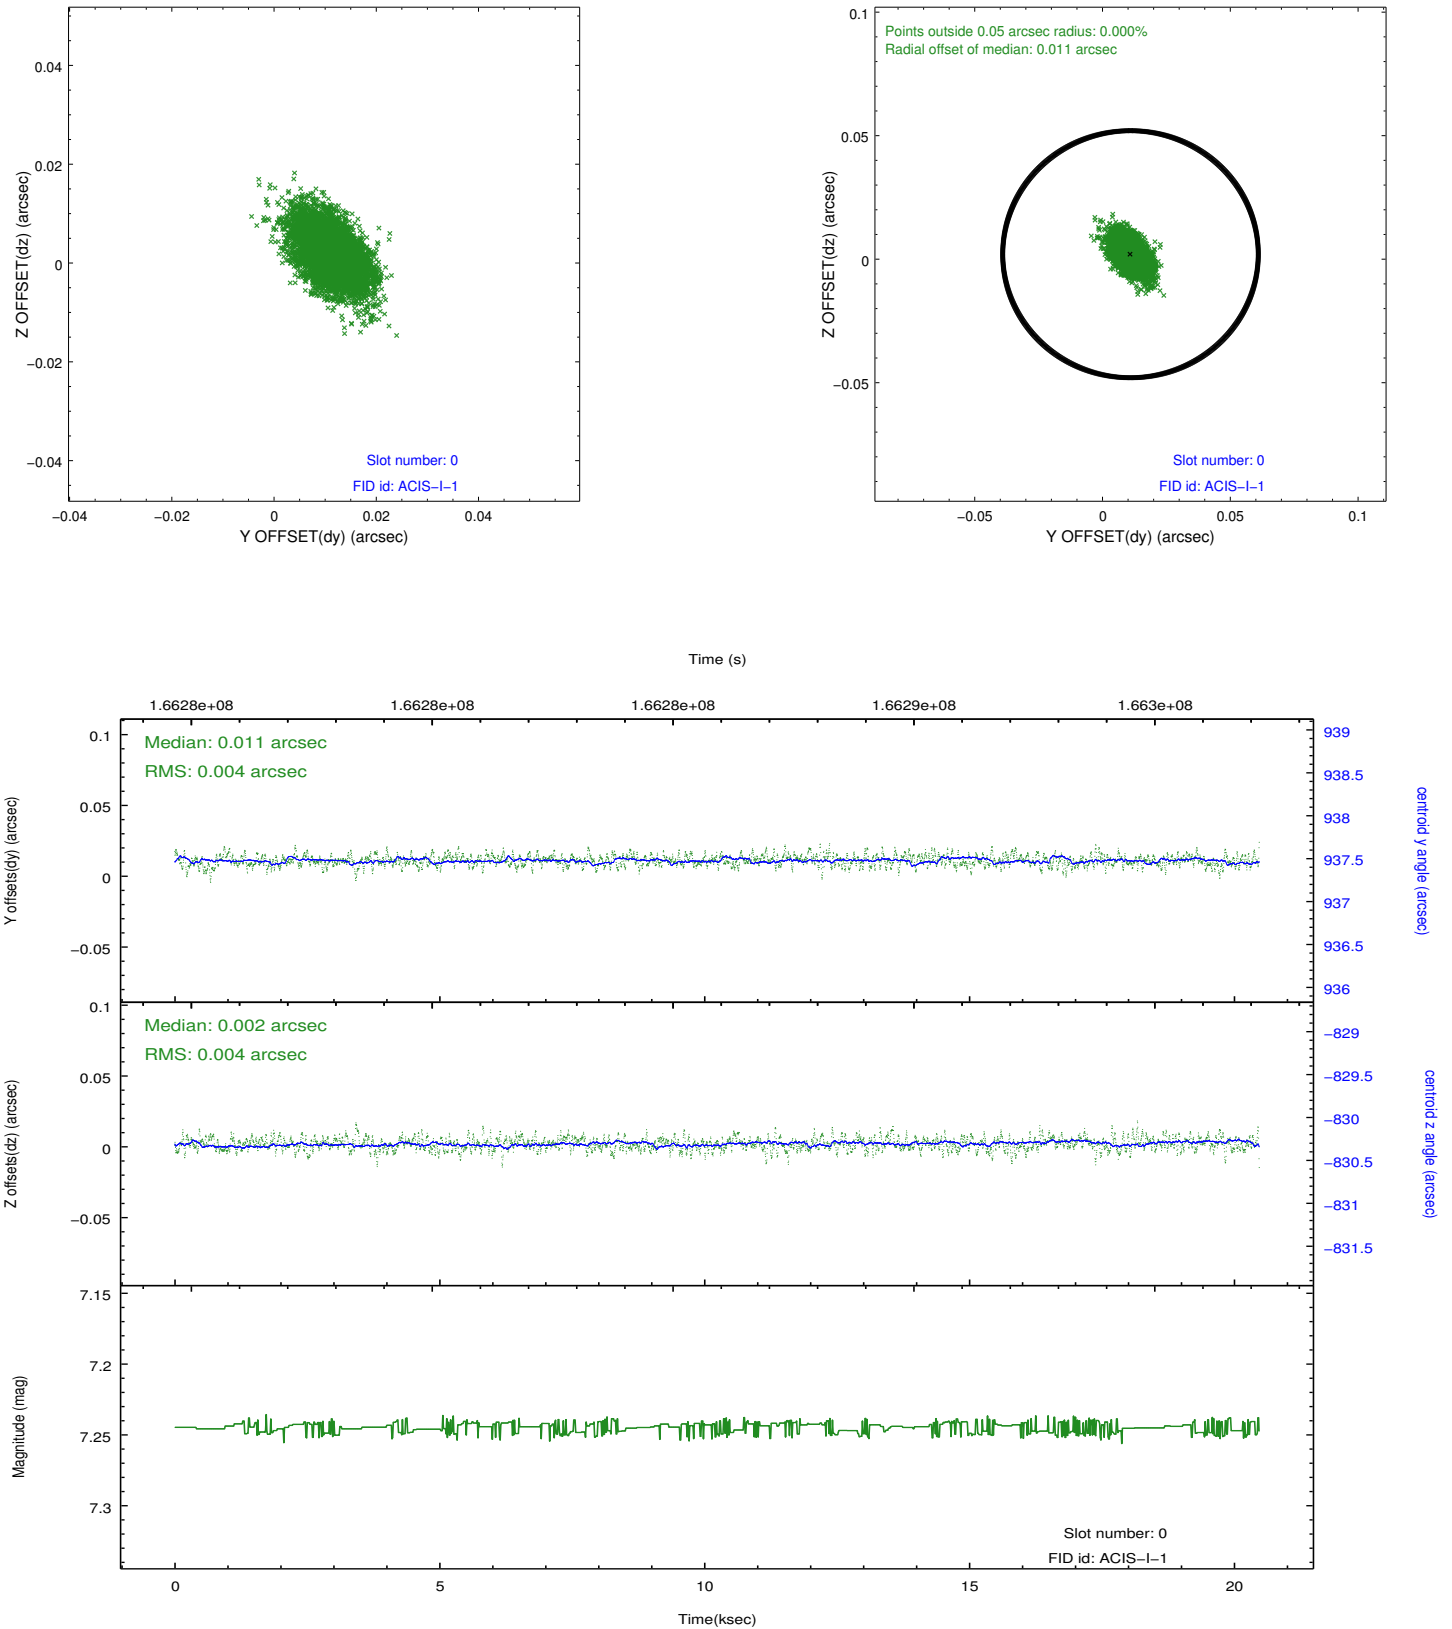 0.04
0.02
0
−0.02
−0.04
Z OFFSET(dz) (arcsec)
Slot number: 0
FID id: ACIS−I−1
−0.04
−0.02
0
0.02
0.04
Y OFFSET(dy) (arcsec)
Points outside 0.05 arcsec radius: 0.000%
Radial offset of median: 0.011 arcsec
0.1
0.05
0
−0.05
Z OFFSET(dz) (arcsec)
Slot number: 0
FID id: ACIS−I−1
−0.05
0
0.05
0.1
Y OFFSET(dy) (arcsec)
Time (s)
1.6628e+08
1.6628e+08
1.6628e+08
1.6629e+08
1.663e+08
Median: 0.011 arcsec
RMS: 0.004 arcsec
0.1
0.05
0
−0.05
Y offsets(dy) (arcsec)
939
938.5
938
937.5
937
936.5
936
centroid y angle (arcsec)
Median: 0.002 arcsec
RMS: 0.004 arcsec
0.1
0.05
0
−0.05
Z offsets(dz) (arcsec)
−829
−829.5
−830
−830.5
−831
−831.5
centroid z angle (arcsec)
7.15
7.2
7.25
7.3
Magnitude (mag)
Slot number: 0
FID id: ACIS−I−1
0
5
10
15
20
Time(ksec)